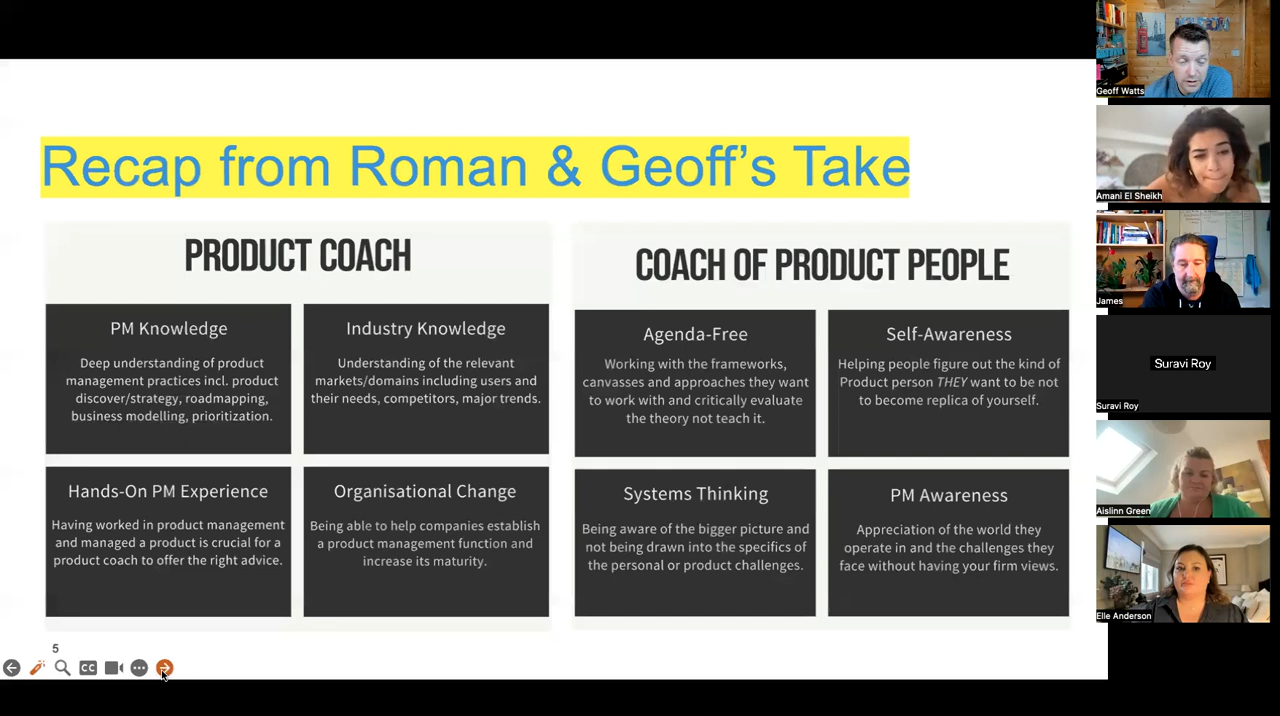 Recap from Roman & Geoff's Take
PRODUCT COACH
PM Knowledge
Deep understanding of product
management practices incl. product
discover/strategy, roadmapping,
business modelling, prioritization.
Industry Knowledge
Understanding of the relevant
markets/domains including users and
their needs, competitors, major trends.
Hands-On PM Experience
Having worked in product management
and managed a product is crucial for a
product coach to offer the right advice.
Organisational Change
Being able to help companies establish
a product management function and
increase its maturity.
COACH OF PRODUCT PEOPLE
Agenda-Free
Working with the frameworks,
canvasses and approaches they want
to work with and critically evaluate
the theory not teach it.
Self-Awareness
Helping people figure out the kind of
Product person THEY want to be not
to become replica of yourself.
Systems Thinking
Being aware of the bigger picture and
not being drawn into the specifics of
the personal or product challenges.
PM Awareness
Appreciation of the world they
operate in and the challenges they
face without having your firm views.
5
CC
Geoff Watts
Amani El Sheikh
James
Suravi Roy
Suravi Roy
Aislinn Green
Elle Anderson